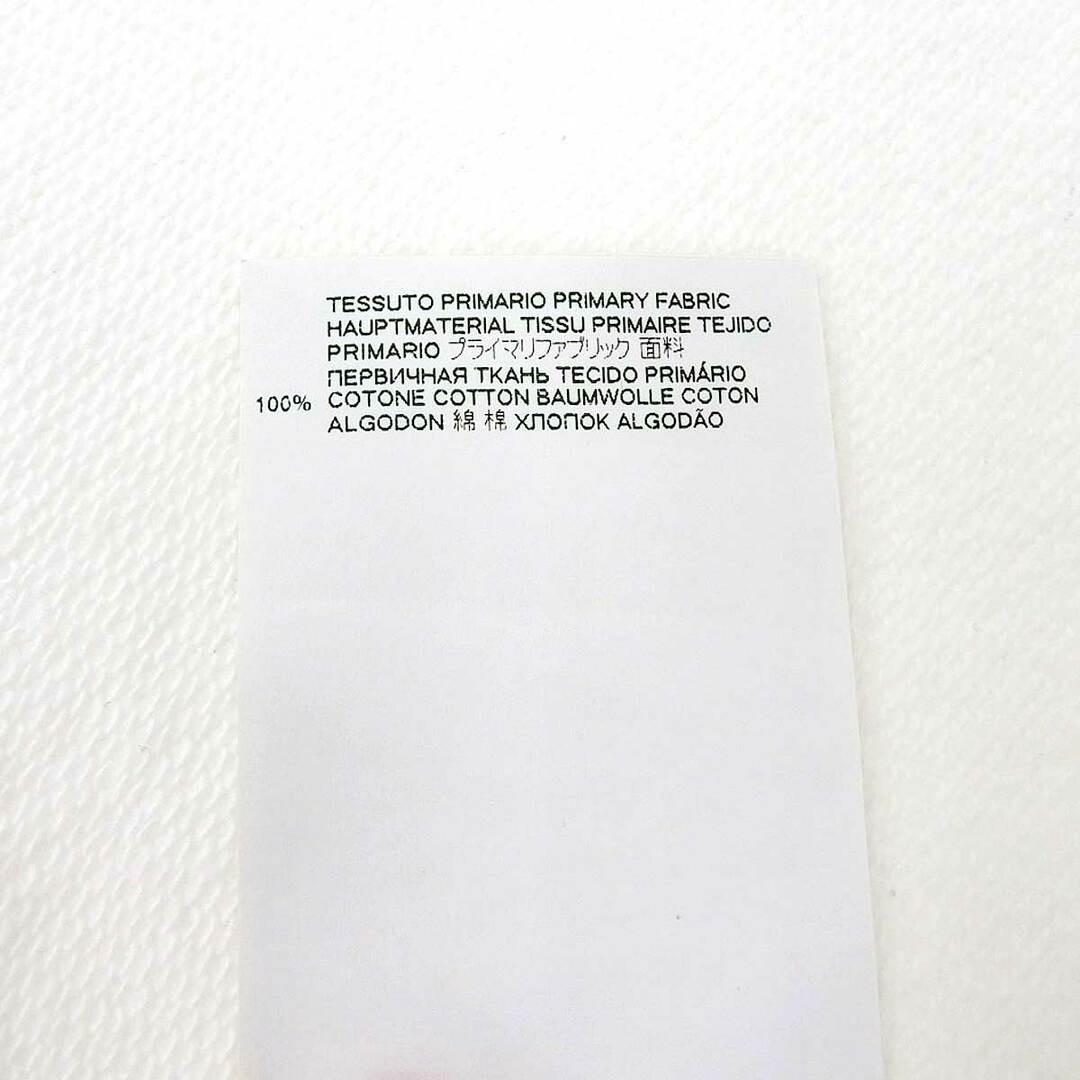 TESSUTO PRIMARIO PRIMARY FABRIC
HAUPTMATERIAL TISSU PRIMAIRE TEJIDO
PRIMARIO プライマリファブリック 面料
ПЕРВИЧНАЯ ТКАНЬ TECIDO PRIMÁRIO
100% COTONE COTTON BAUMWOLLE COTON
ALGODON 綿 棉 ХЛОПОК ALGODÃO